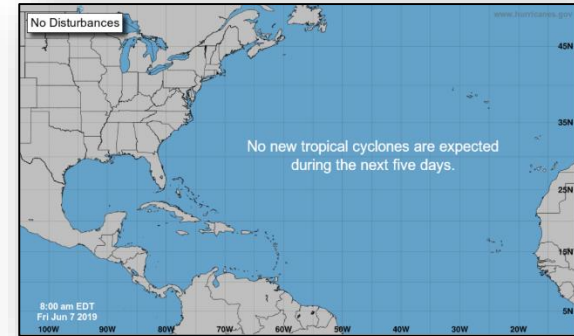 No Disturbances
www.hurricanes.gov
45N
35N
No new tropical cyclones are expected
during the next five days.
25N
15N
8:00 am EDT
Fri Jun 7 2019
5N
100W 90W 80W 70W 60W 50W 40W 30W 20W 10W